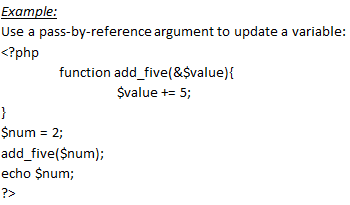 Example:
Use a pass-by-reference argument to update a variable:
<?php
function add_five(&$value){
$value += 5;
}
$num = 2;
add_five($num);
echo $num;
?>